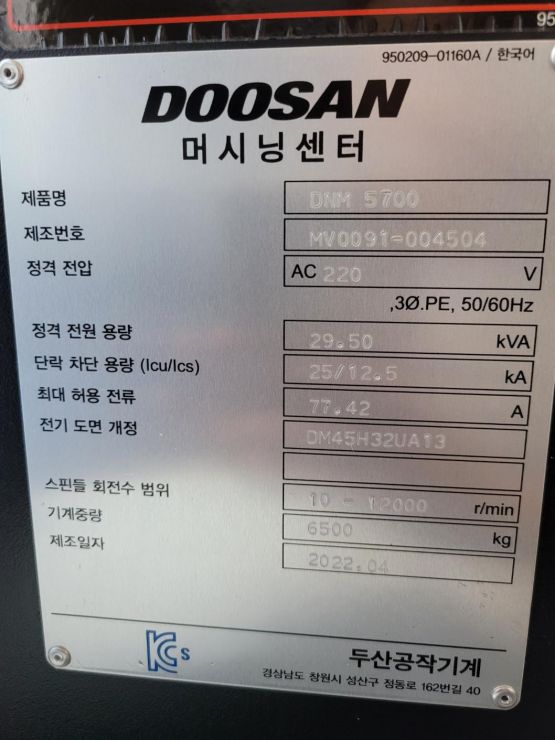 950209-01160A / 한국어
DOOSAN
머시닝센터
제품명 DNM 5700
제조번호 MV0091-004504
정격 전압 AC 220 V
,3Ø.PE, 50/60Hz
정격 전원 용량 29.50 kVA
단락 차단 용량 (Icu/Ics) 25/12.5 kA
최대 허용 전류 77.42 A
전기 도면 개정 DM45H32UA13
스핀들 회전수 범위 10 - 12000 r/min
기계중량 6500 kg
제조일자 2022.04
KCs 두산공작기계
경상남도 창원시 성산구 정동로 162번길 40